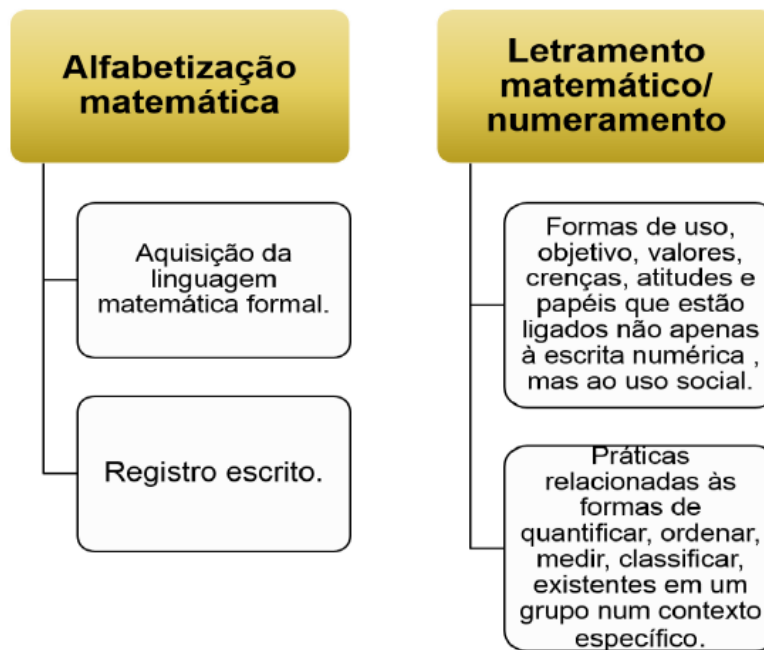 Alfabetização
matemática
Aquisição da
linguagem
matemática formal.
Registro escrito.
Letramento
matemático/
numeramento
Formas de uso,
objetivo, valores,
crenças, atitudes e
papéis que estão
ligados não apenas
à escrita numérica ,
mas ao uso social.
Práticas
relacionadas às
formas de
quantificar, ordenar,
medir, classificar,
existentes em um
grupo num contexto
específico.